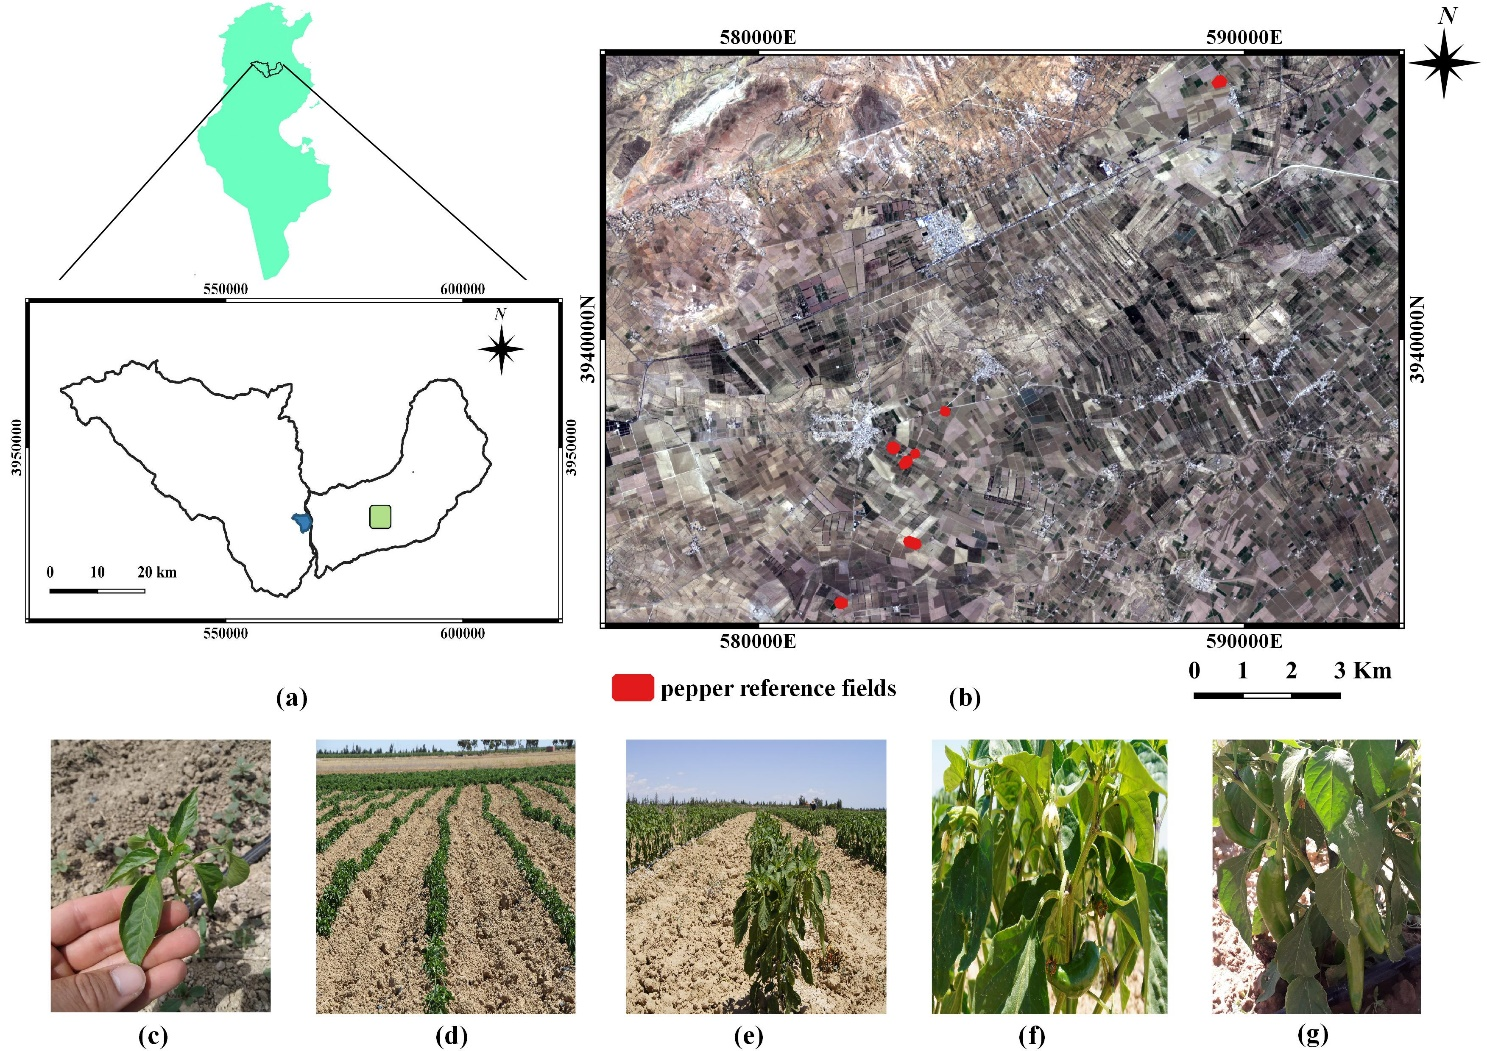 N
580000E 590000E
550000 600000
N
3940000N 3940000N
3950000 3950000
0 10 20 km
550000 600000
580000E 590000E
0 1 2 3 Km
pepper reference fields
(a) (b)
(c) (d) (e) (f) (g)